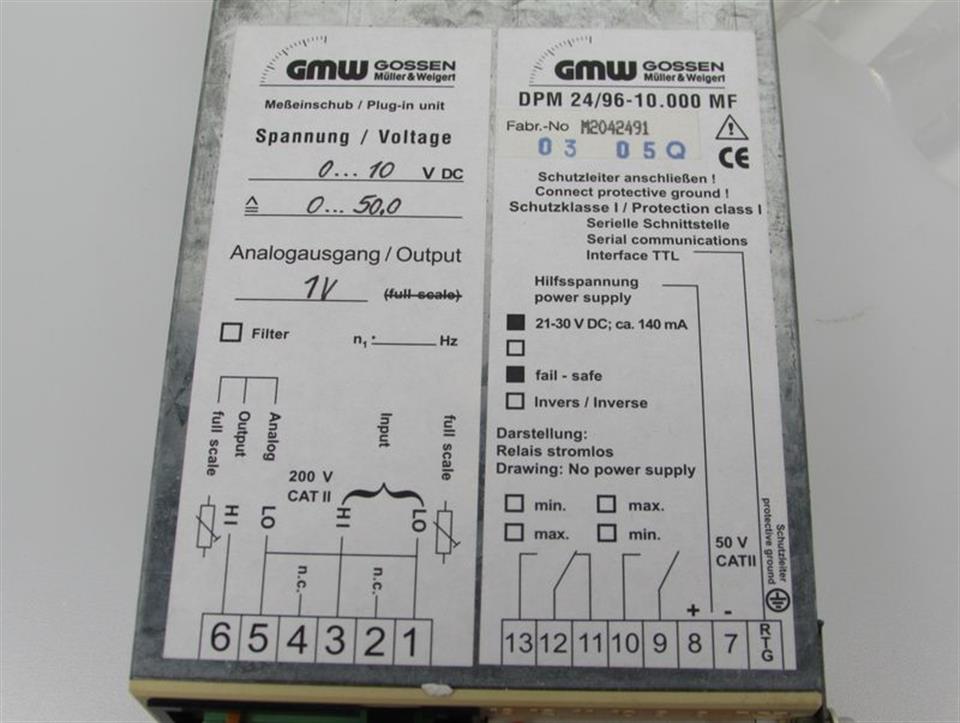 GMW GOSSEN
Müller & Weigert
Meßeinschub / Plug-in unit
Spannung / Voltage
0...10 V DC
≙ 0...50,0
Analogausgang / Output
1V (full scale)
Filter n1: Hz
full scale
Output
Analog
Input
full scale
200 V
CAT II
HI
LO
HI
LO
n.c.
n.c.
6 5 4 3 2 1
GMW GOSSEN
Müller & Weigert
DPM 24/96-10.000 MF
Fabr.-No M2042491
03 05Q
CE
Schutzleiter anschließen !
Connect protective ground !
Schutzklasse I / Protection class I
Serielle Schnittstelle
Serial communications
Interface TTL
Hilfsspannung
power supply
21-30 V DC; ca. 140 mA
fail - safe
Invers / Inverse
Darstellung:
Relais stromlos
Drawing: No power supply
min. max.
max. min.
50 V
CATII
Schutzleiter
protective ground
+ -
13 12 11 10 9 8 7 RTG